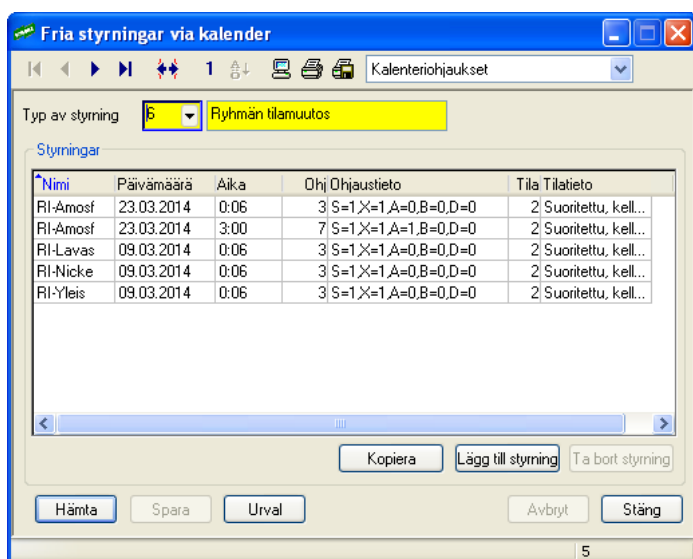 Fria styrningar via kalender
1 Kalenteriohjaukset
Typ av styrning 6 Ryhmän tilamuutos
Styrningar
Nimi Päivämäärä Aika Ohj Ohjaustieto Tila Tilatieto
RI-Amosf 23.03.2014 0:06 3 S=1,X=1,A=0,B=0,D=0 2 Suoritettu, kell...
RI-Amosf 23.03.2014 3:00 7 S=1,X=1,A=1,B=0,D=0 2 Suoritettu, kell...
RI-Lavas 09.03.2014 0:06 3 S=1,X=1,A=0,B=0,D=0 2 Suoritettu, kell...
RI-Nicke 09.03.2014 0:06 3 S=1,X=1,A=0,B=0,D=0 2 Suoritettu, kell...
RI-Yleis 09.03.2014 0:06 3 S=1,X=1,A=0,B=0,D=0 2 Suoritettu, kell...
Kopiera Lägg till styrning Ta bort styrning
Hämta Spara Urval Avbryt Stäng
5